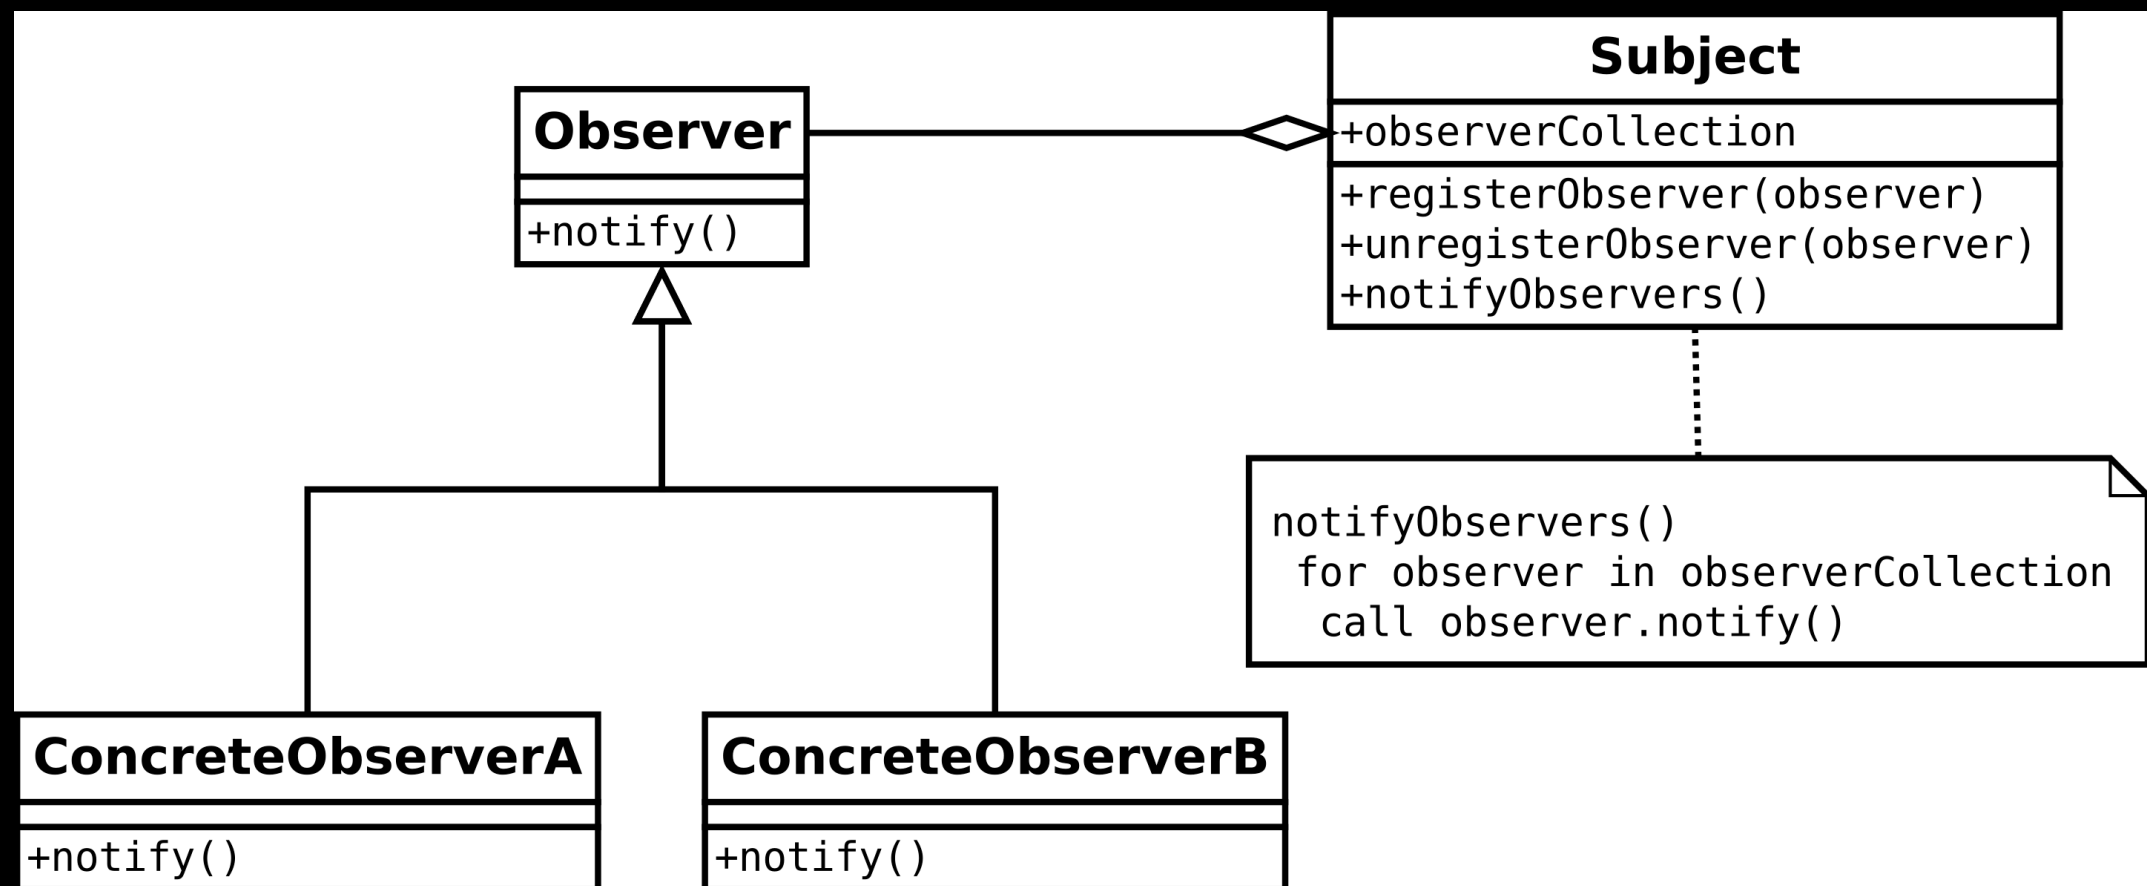 Subject
+observerCollection
+registerObserver(observer)
+unregisterObserver(observer)
+notifyObservers()
Observer
+notify()
notifyObservers()
for observer in observerCollection
call observer.notify()
ConcreteObserverA
+notify()
ConcreteObserverB
+notify()